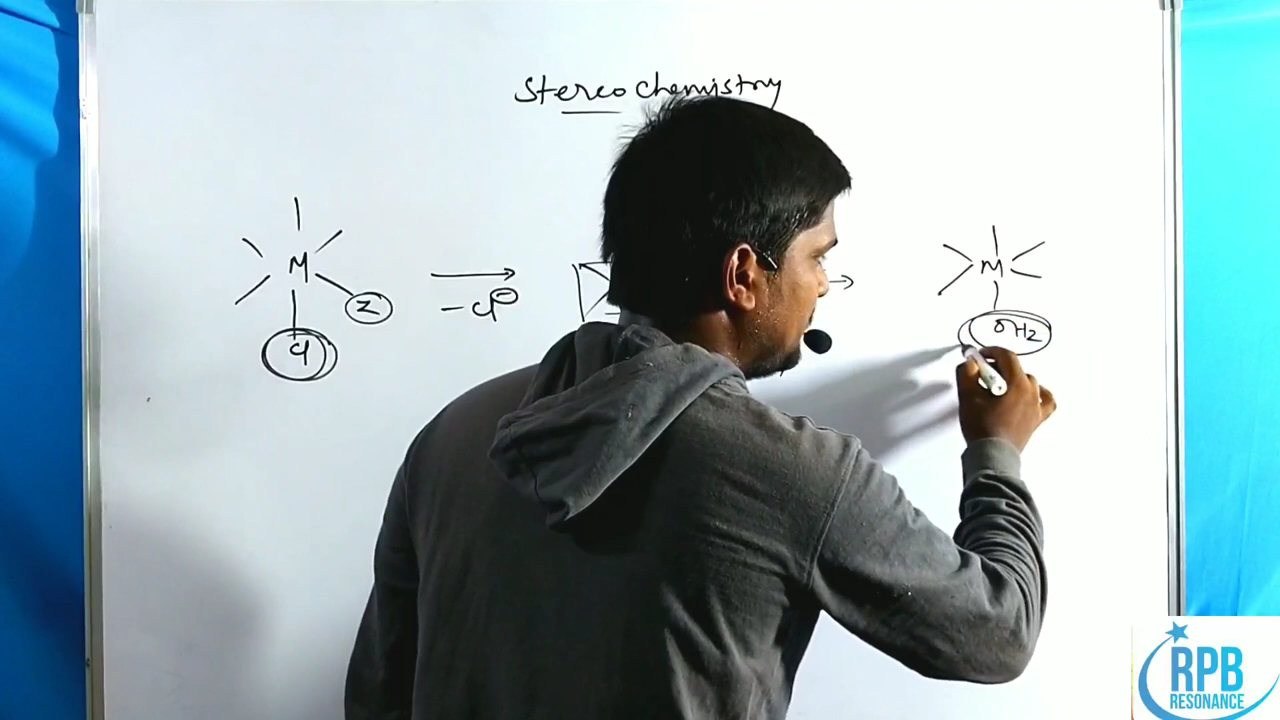 Stereo chemistry
M
M
Z
- Cl⊖
Cl
OH2
RPB
RESONANCE